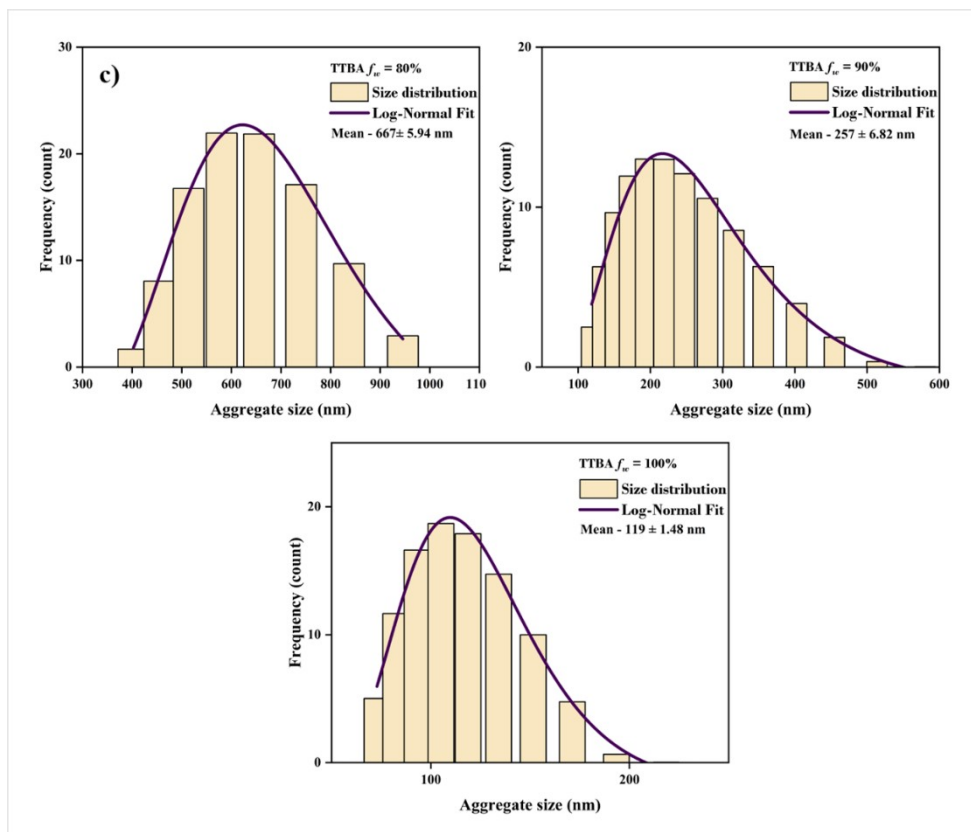 c)
TTBA fw = 80%
Size distribution
Log-Normal Fit
Mean - 667± 5.94 nm
Frequency (count)
30
20
10
0
300 400 500 600 700 800 900 1000 110
Aggregate size (nm)
TTBA fw = 90%
Size distribution
Log-Normal Fit
Mean - 257 ± 6.82 nm
Frequency (count)
20
10
0
100 200 300 400 500 600
Aggregate size (nm)
TTBA fw = 100%
Size distribution
Log-Normal Fit
Mean - 119 ± 1.48 nm
Frequency (count)
20
10
0
100 200
Aggregate size (nm)